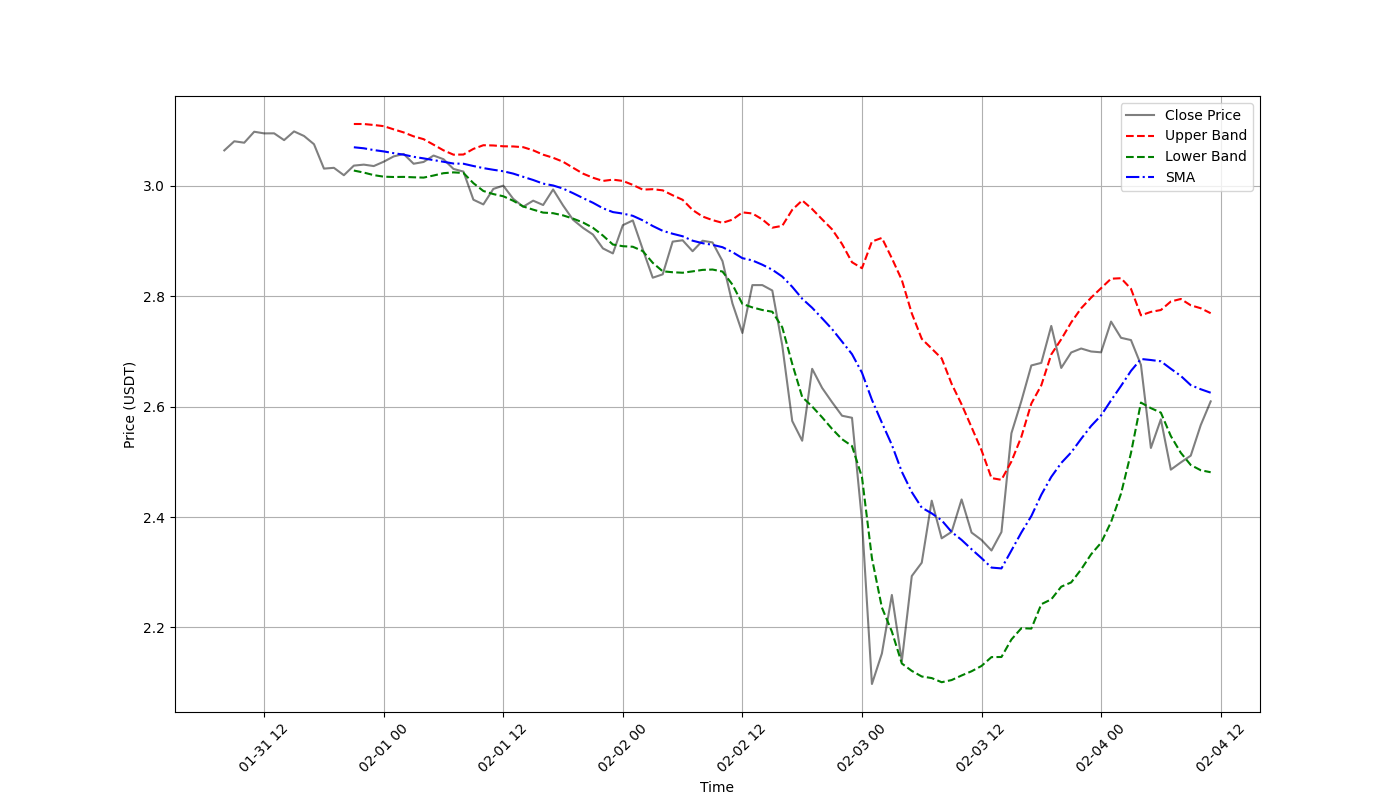 Close Price
Upper Band
Lower Band
SMA
Price (USDT)
3.0
2.8
2.6
2.4
2.2
01-31 12
02-01 00
02-01 12
02-02 00
02-02 12
02-03 00
02-03 12
02-04 00
02-04 12
Time